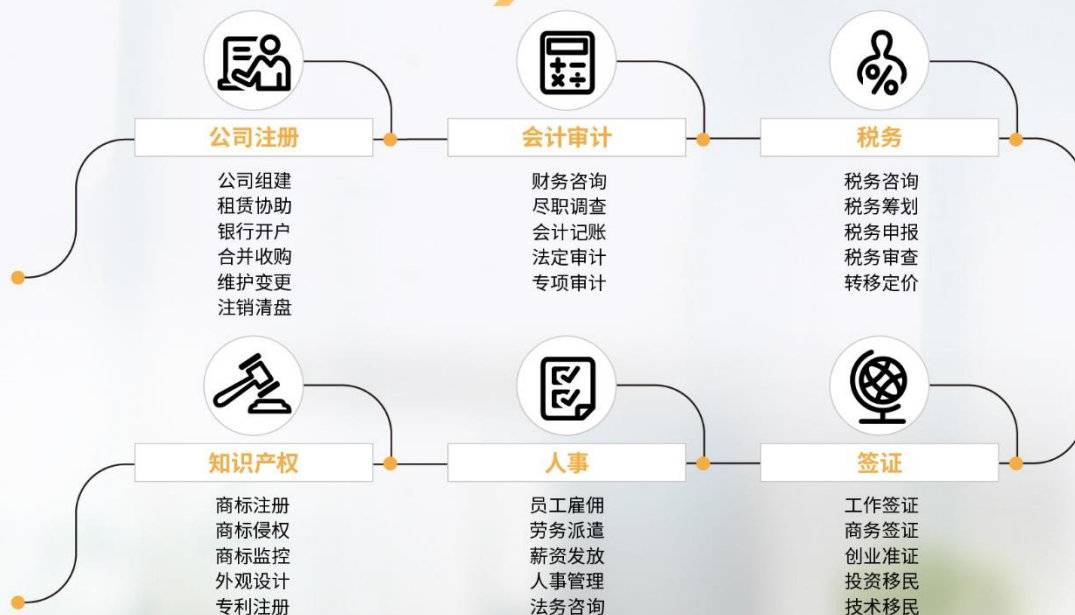 公司注册
公司组建
租赁协助
银行开户
合并收购
维护变更
注销清盘
会计审计
财务咨询
尽职调查
会计记账
法定审计
专项审计
税务
税务咨询
税务筹划
税务申报
税务审查
转移定价
知识产权
商标注册
商标侵权
商标监控
外观设计
专利注册
人事
员工雇佣
劳务派遣
薪资发放
人事管理
法务咨询
签证
工作签证
商务签证
创业准证
投资移民
技术移民